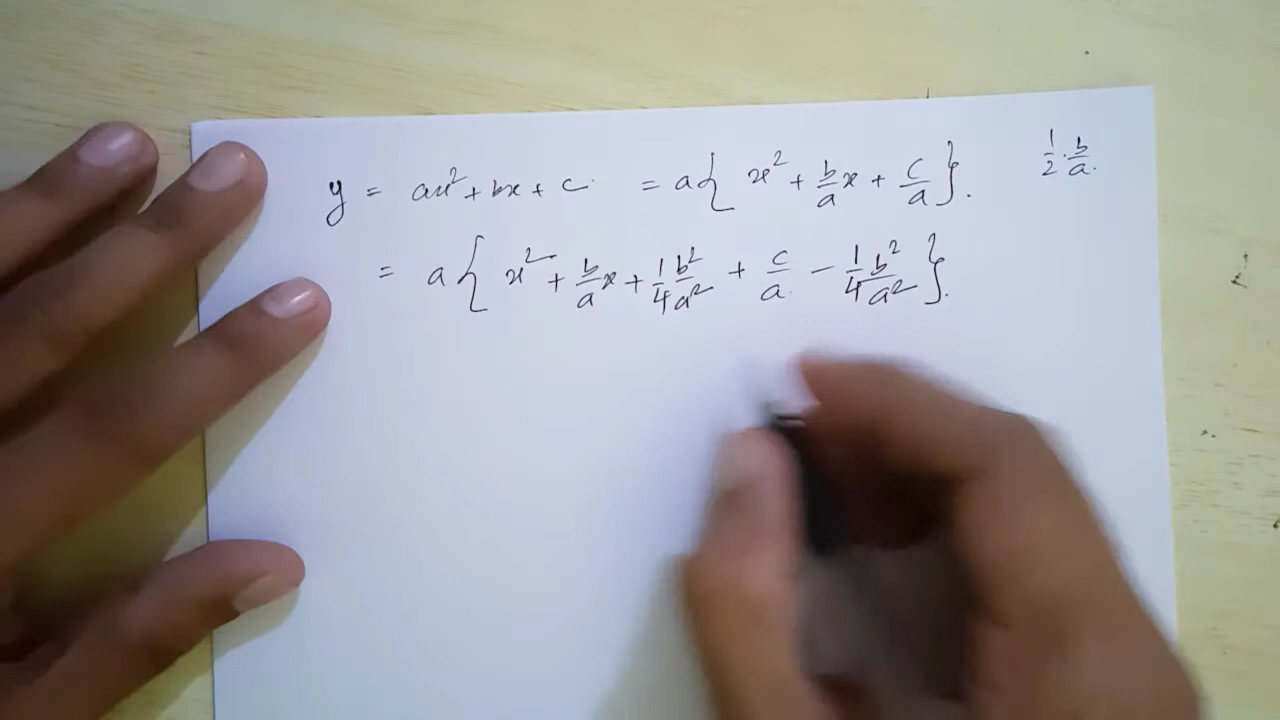 y = ax² + bx + c. = a{ x² + b/a x + c/a }. 1/2 · b/a.
= a{ x² + b/a x + 1/4 b²/a² + c/a. − 1/4 b²/a² }.